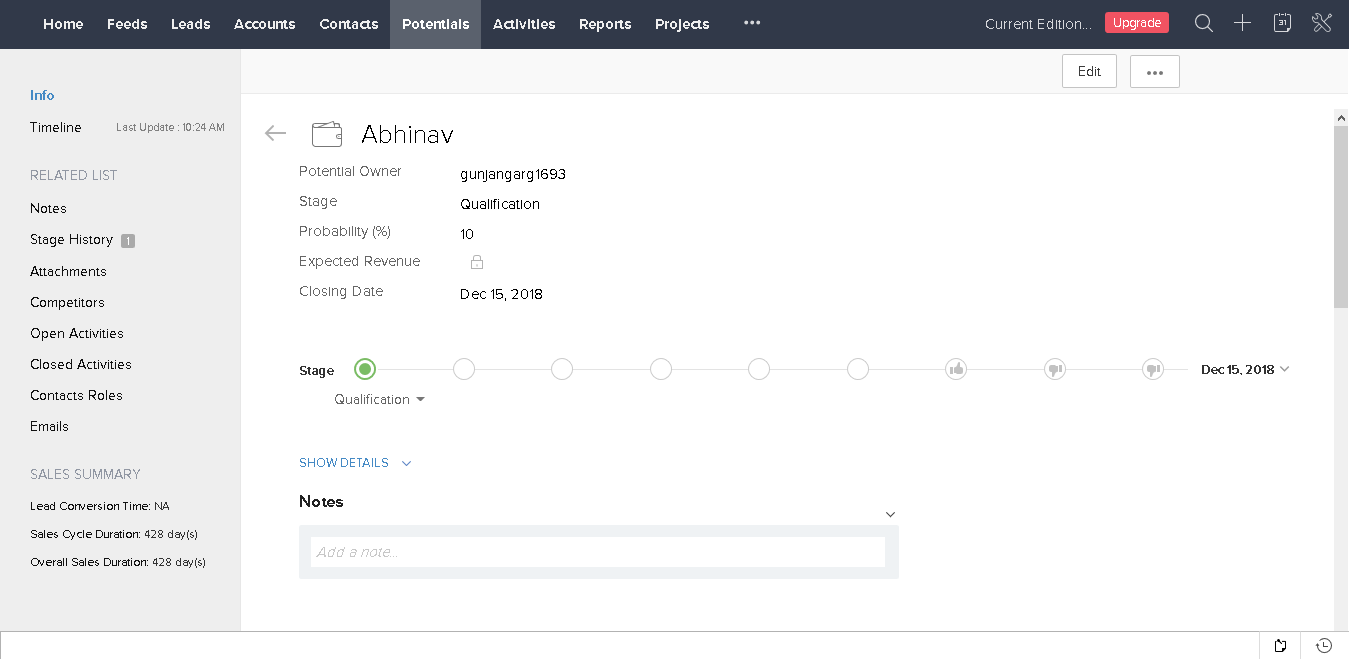 Home Feeds Leads Accounts Contacts Potentials Activities Reports Projects ••• Current Edition... Upgrade 31
Edit •••
Info
Timeline Last Update : 10:24 AM
RELATED LIST
Notes
Stage History 1
Attachments
Competitors
Open Activities
Closed Activities
Contacts Roles
Emails
SALES SUMMARY
Lead Conversion Time: NA
Sales Cycle Duration: 428 day(s)
Overall Sales Duration: 428 day(s)
Abhinav
Potential Owner gunjangarg1693
Stage Qualification
Probability (%) 10
Expected Revenue
Closing Date Dec 15, 2018
Stage Dec 15, 2018
Qualification
SHOW DETAILS
Notes
Add a note...